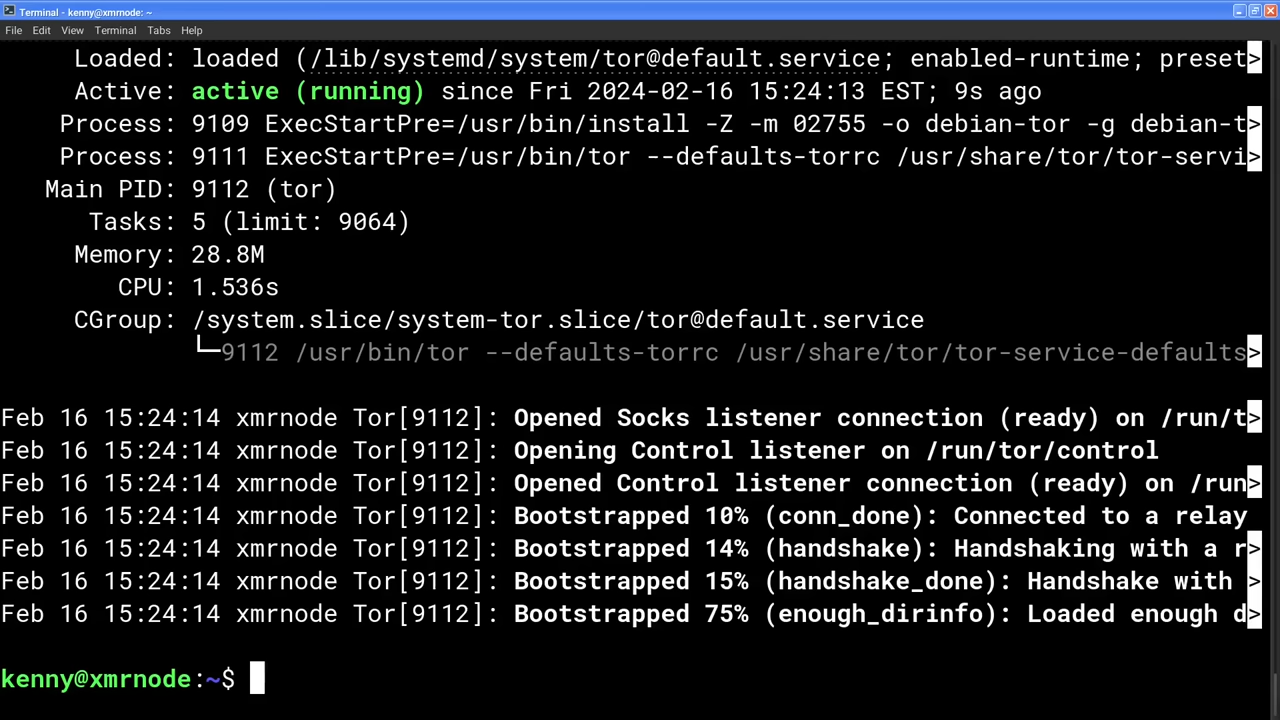 Terminal - kenny@xmrnode: ~
File Edit View Terminal Tabs Help
Loaded: loaded (/lib/systemd/system/tor@default.service; enabled-runtime; preset>
Active: active (running) since Fri 2024-02-16 15:24:13 EST; 9s ago
Process: 9109 ExecStartPre=/usr/bin/install -Z -m 02755 -o debian-tor -g debian-t>
Process: 9111 ExecStartPre=/usr/bin/tor --defaults-torrc /usr/share/tor/tor-servi>
Main PID: 9112 (tor)
Tasks: 5 (limit: 9064)
Memory: 28.8M
CPU: 1.536s
CGroup: /system.slice/system-tor.slice/tor@default.service
└─9112 /usr/bin/tor --defaults-torrc /usr/share/tor/tor-service-defaults>
Feb 16 15:24:14 xmrnode Tor[9112]: Opened Socks listener connection (ready) on /run/t>
Feb 16 15:24:14 xmrnode Tor[9112]: Opening Control listener on /run/tor/control
Feb 16 15:24:14 xmrnode Tor[9112]: Opened Control listener connection (ready) on /run>
Feb 16 15:24:14 xmrnode Tor[9112]: Bootstrapped 10% (conn_done): Connected to a relay
Feb 16 15:24:14 xmrnode Tor[9112]: Bootstrapped 14% (handshake): Handshaking with a r>
Feb 16 15:24:14 xmrnode Tor[9112]: Bootstrapped 15% (handshake_done): Handshake with >
Feb 16 15:24:14 xmrnode Tor[9112]: Bootstrapped 75% (enough_dirinfo): Loaded enough d>
kenny@xmrnode:~$